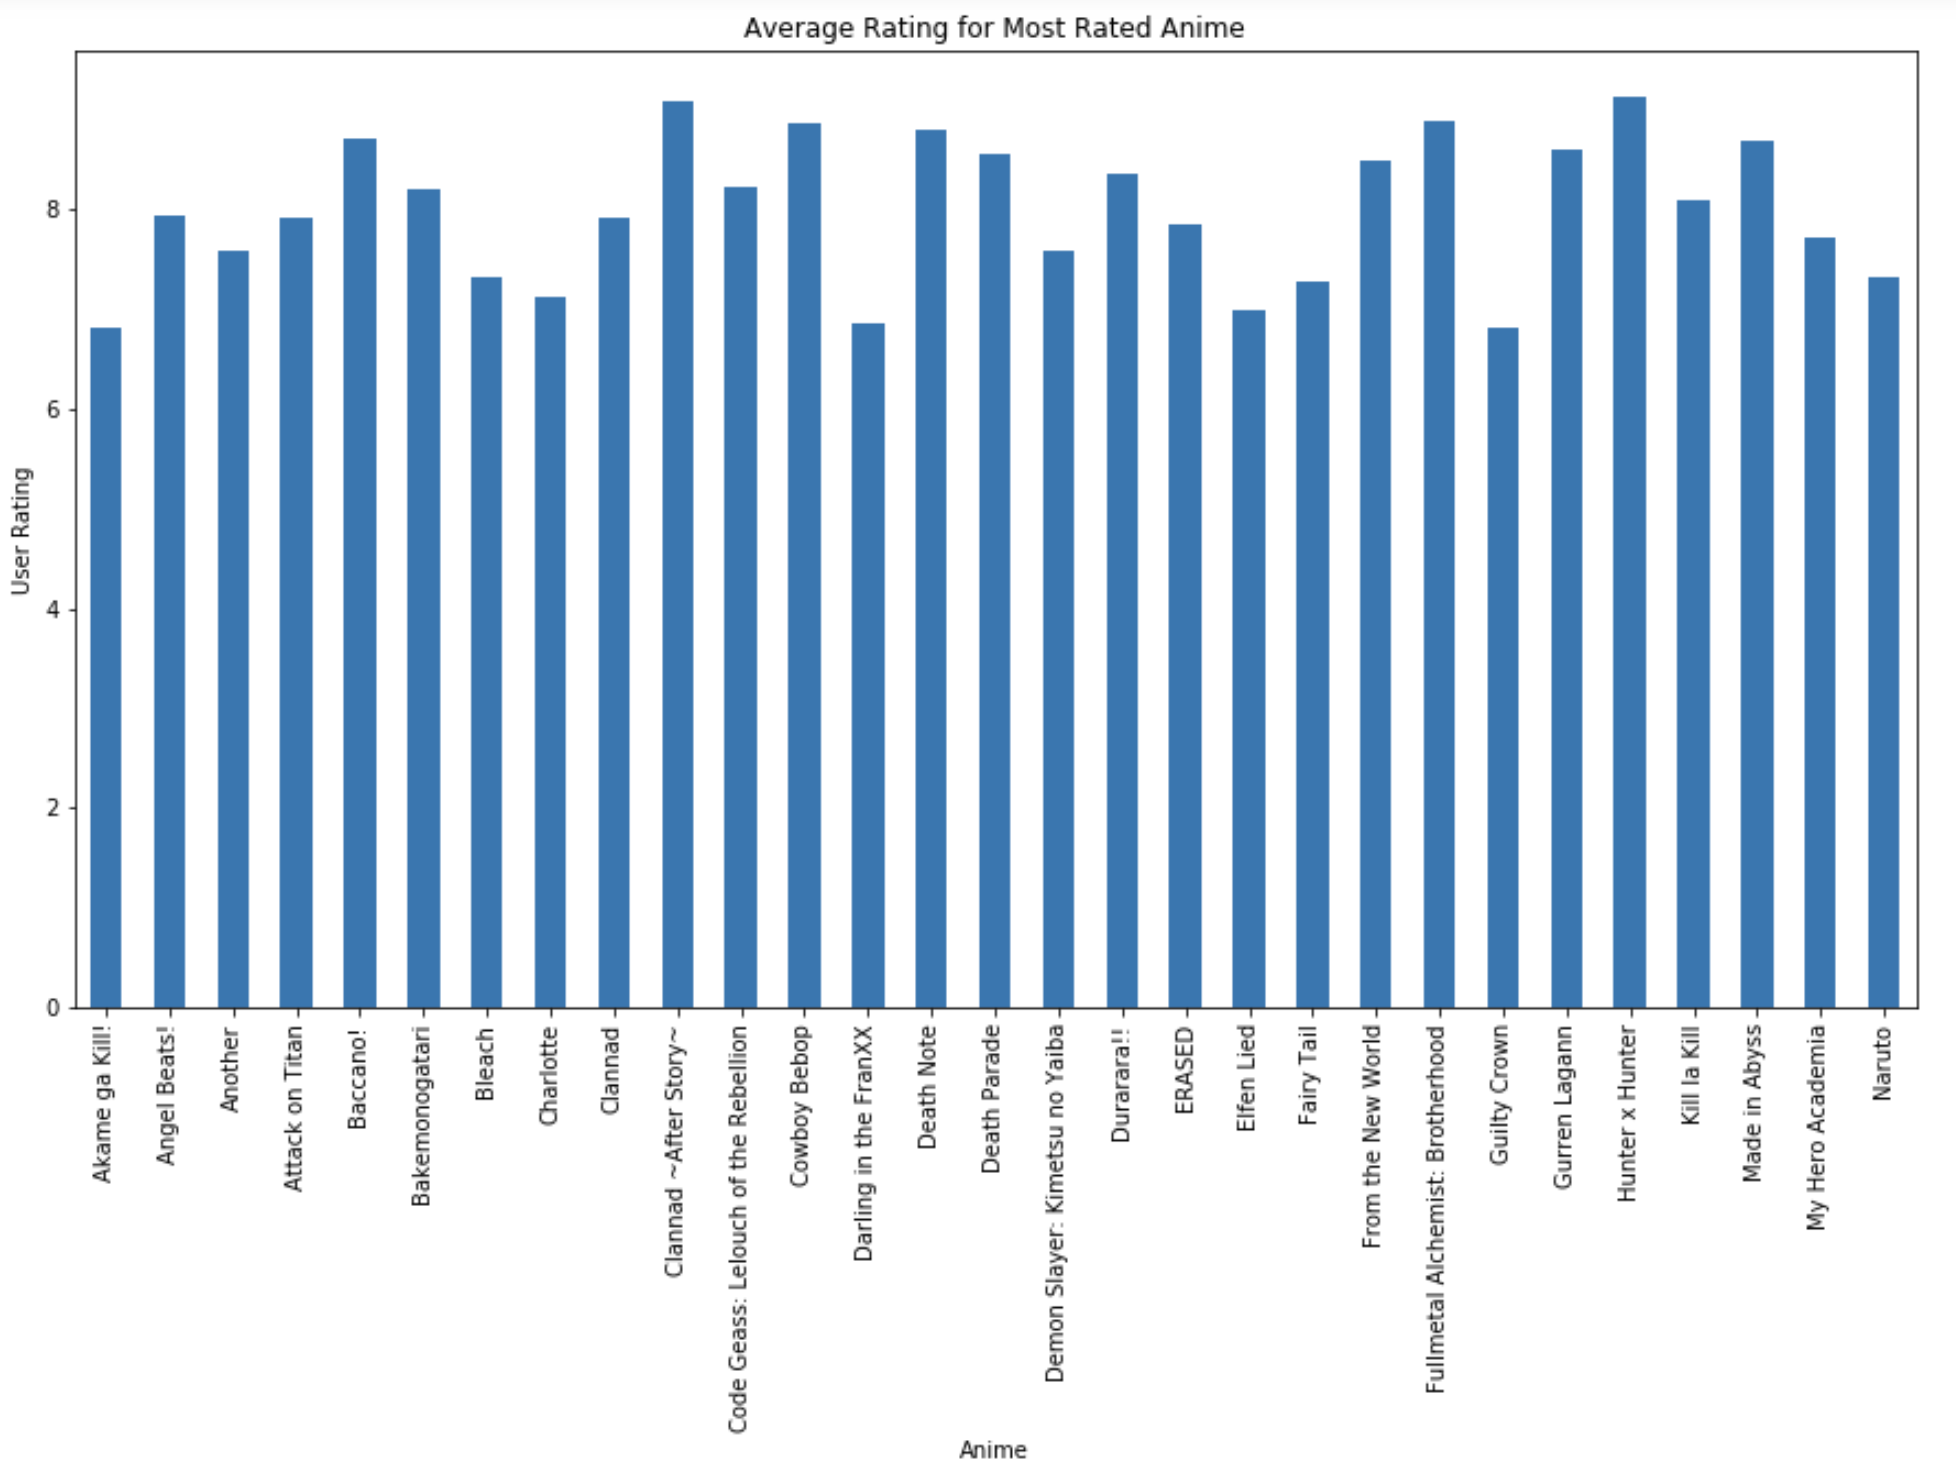 Average Rating for Most Rated Anime
User Rating
8
6
4
2
0
Akame ga Kill!
Angel Beats!
Another
Attack on Titan
Baccano!
Bakemonogatari
Bleach
Charlotte
Clannad
Clannad ~After Story~
Code Geass: Lelouch of the Rebellion
Cowboy Bebop
Darling in the FranXX
Death Note
Death Parade
Demon Slayer: Kimetsu no Yaiba
Durarara!!
ERASED
Elfen Lied
Fairy Tail
From the New World
Fullmetal Alchemist: Brotherhood
Guilty Crown
Gurren Lagann
Hunter x Hunter
Kill la Kill
Made in Abyss
My Hero Academia
Naruto
Anime